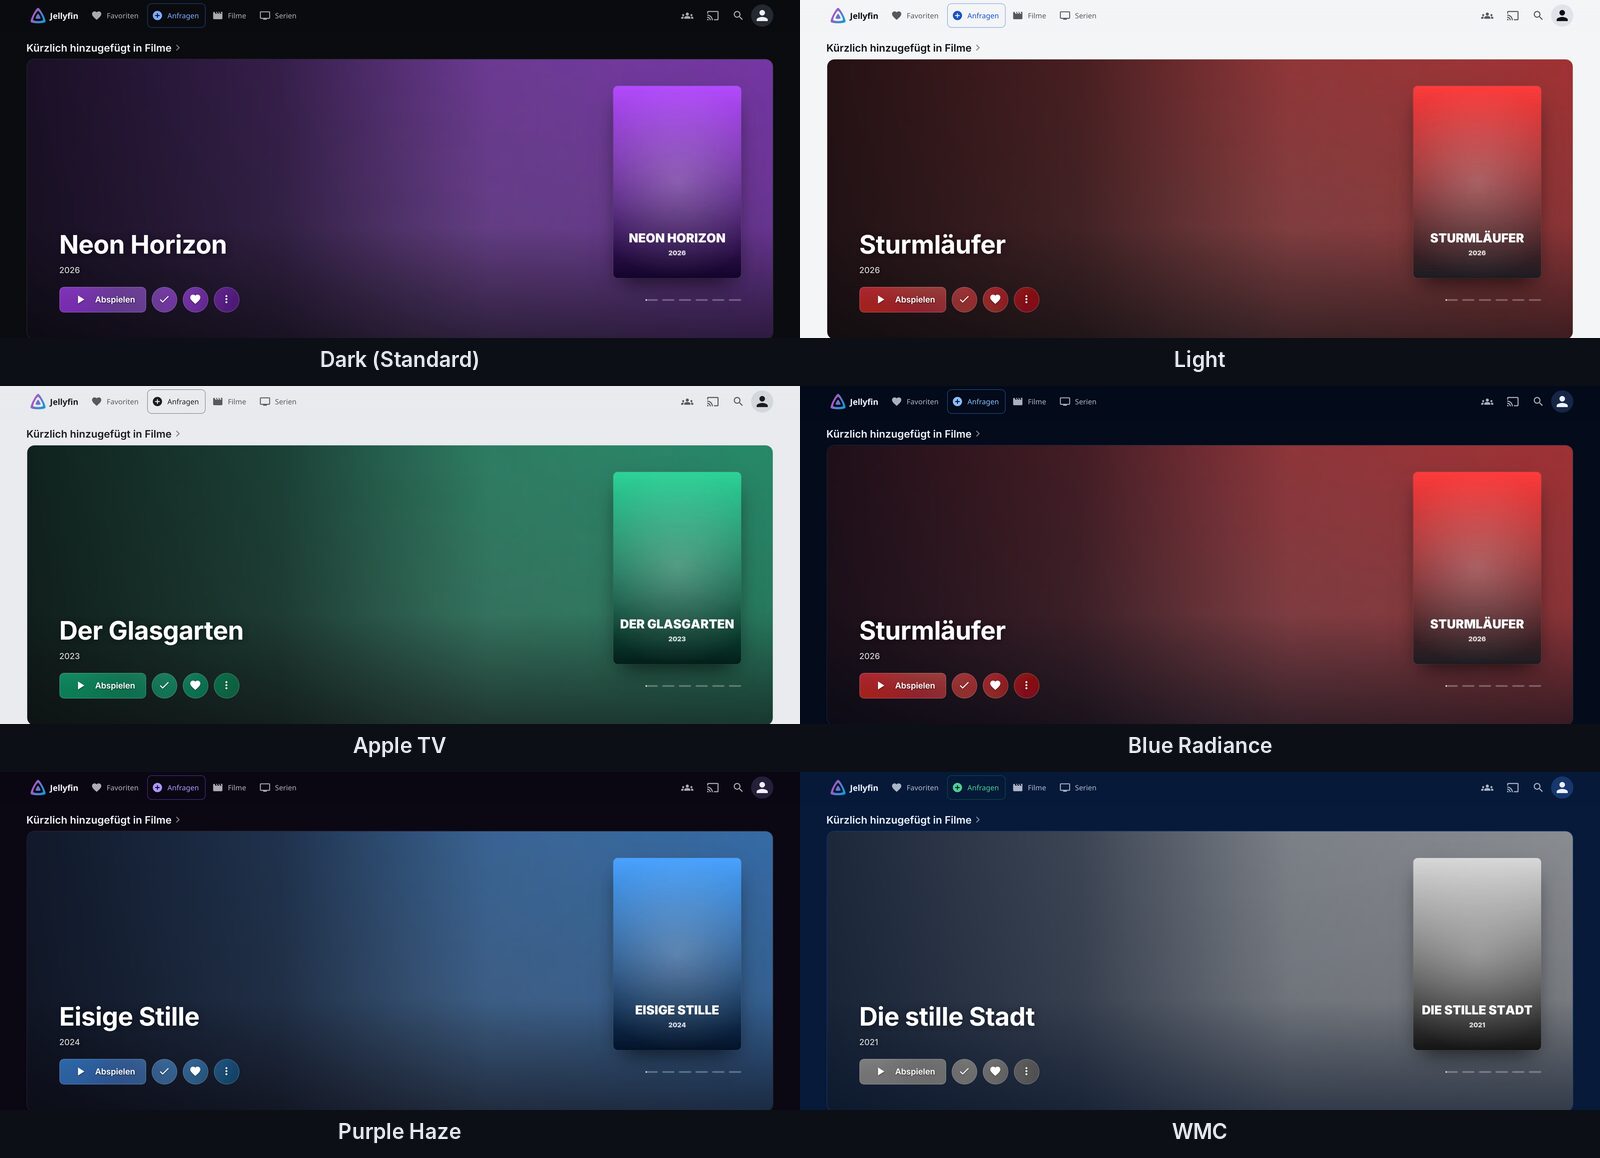 Jellyfin Favoriten Anfragen Filme Serien
Kürzlich hinzugefügt in Filme
Neon Horizon
2026
Abspielen
NEON HORIZON
2026
Dark (Standard)
Jellyfin Favoriten Anfragen Filme Serien
Kürzlich hinzugefügt in Filme
Sturmläufer
2026
Abspielen
STURMLÄUFER
2026
Light
Jellyfin Favoriten Anfragen Filme Serien
Kürzlich hinzugefügt in Filme
Der Glasgarten
2023
Abspielen
DER GLASGARTEN
2023
Apple TV
Jellyfin Favoriten Anfragen Filme Serien
Kürzlich hinzugefügt in Filme
Sturmläufer
2026
Abspielen
STURMLÄUFER
2026
Blue Radiance
Jellyfin Favoriten Anfragen Filme Serien
Kürzlich hinzugefügt in Filme
Eisige Stille
2024
Abspielen
EISIGE STILLE
2024
Purple Haze
Jellyfin Favoriten Anfragen Filme Serien
Kürzlich hinzugefügt in Filme
Die stille Stadt
2021
Abspielen
DIE STILLE STADT
2021
WMC